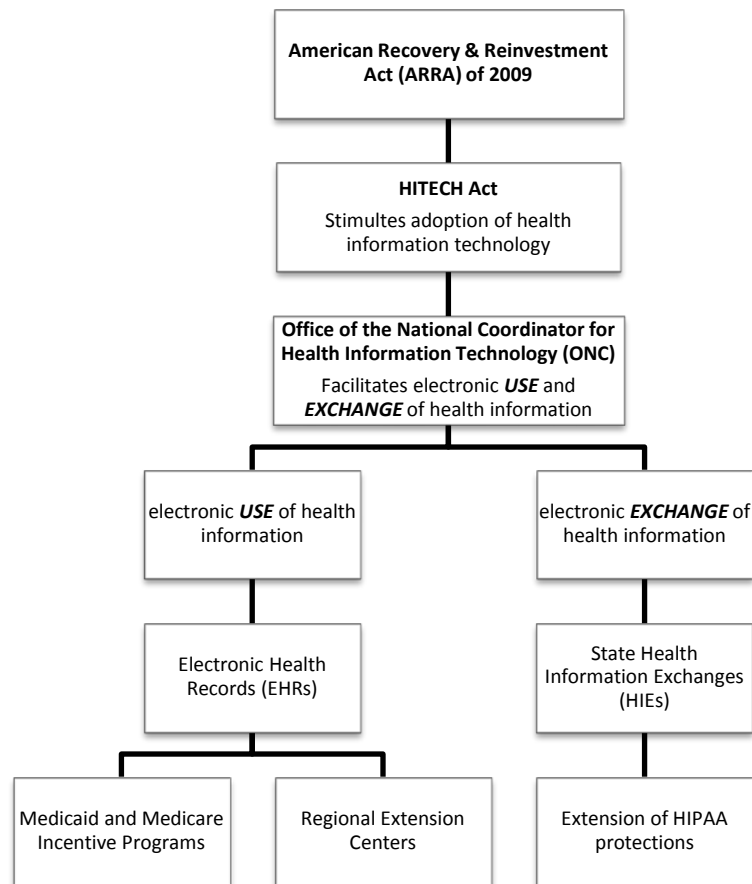 American Recovery & Reinvestment
Act (ARRA) of 2009
HITECH Act
Stimultes adoption of health
information technology
Office of the National Coordinator for
Health Information Technology (ONC)
Facilitates electronic USE and
EXCHANGE of health information
electronic USE of health
information
electronic EXCHANGE of
health information
Electronic Health
Records (EHRs)
State Health
Information Exchanges
(HIEs)
Medicaid and Medicare
Incentive Programs
Regional Extension
Centers
Extension of HIPAA
protections